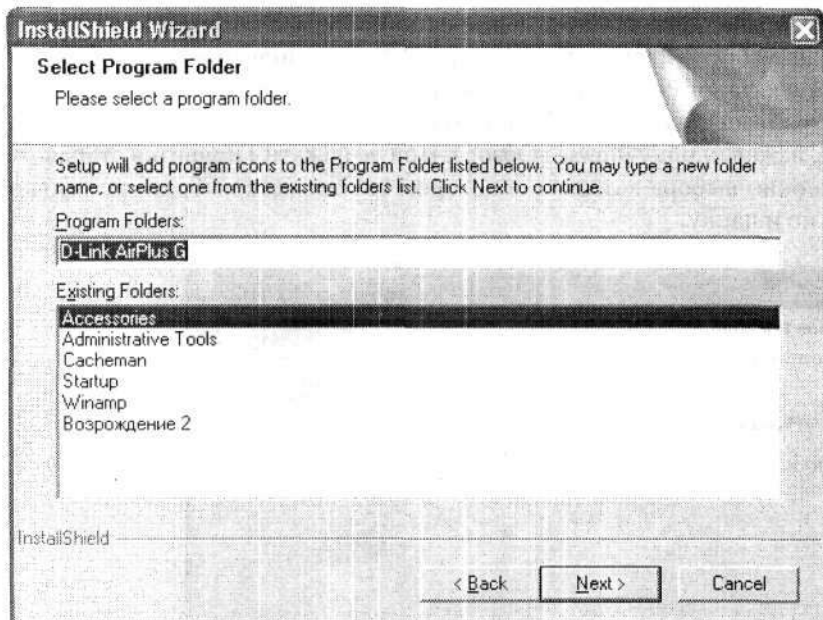 InstallShield Wizard
Select Program Folder
Please select a program folder.
Setup will add program icons to the Program Folder listed below. You may type a new folder
name, or select one from the existing folders list. Click Next to continue.
Program Folders:
D-Link AirPlus G
Existing Folders:
Accessories
Administrative Tools
Cacheman
Startup
Winamp
Возрождение 2
InstallShield
< Back Next > Cancel